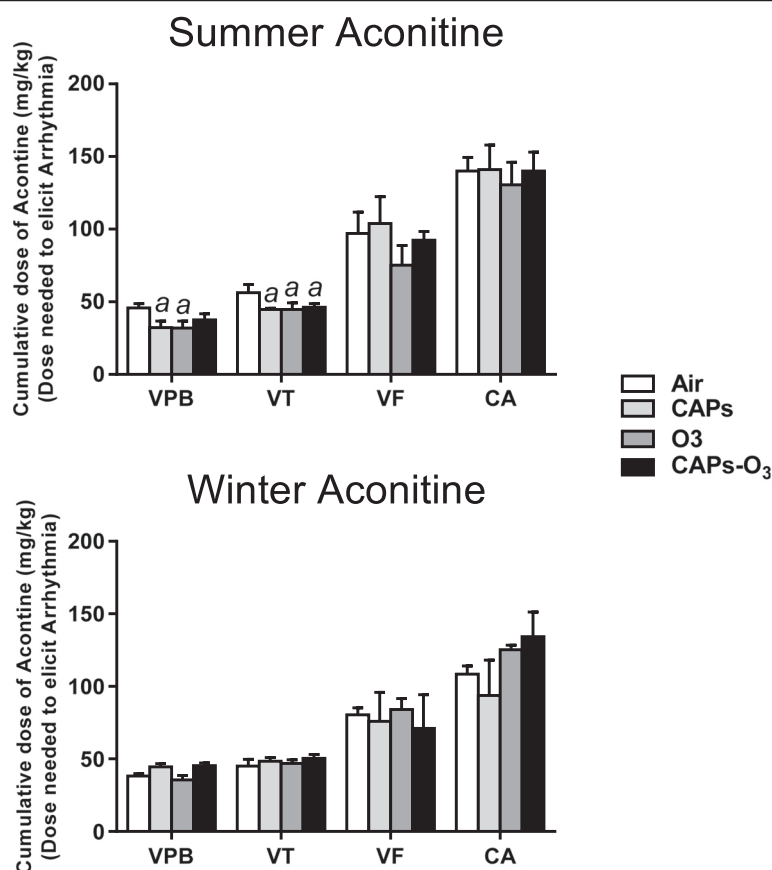 Summer Aconitine
Cumulative dose of Acontine (mg/kg)
(Dose needed to elicit Arrhythmia)
200
150
100
50
0
a a
a a a
VPB VT VF CA
Air
CAPs
O3
CAPs-O₃
Winter Aconitine
Cumulative dose of Acontine (mg/kg)
(Dose needed to elicit Arrhythmia)
200
150
100
50
0
VPB VT VF CA